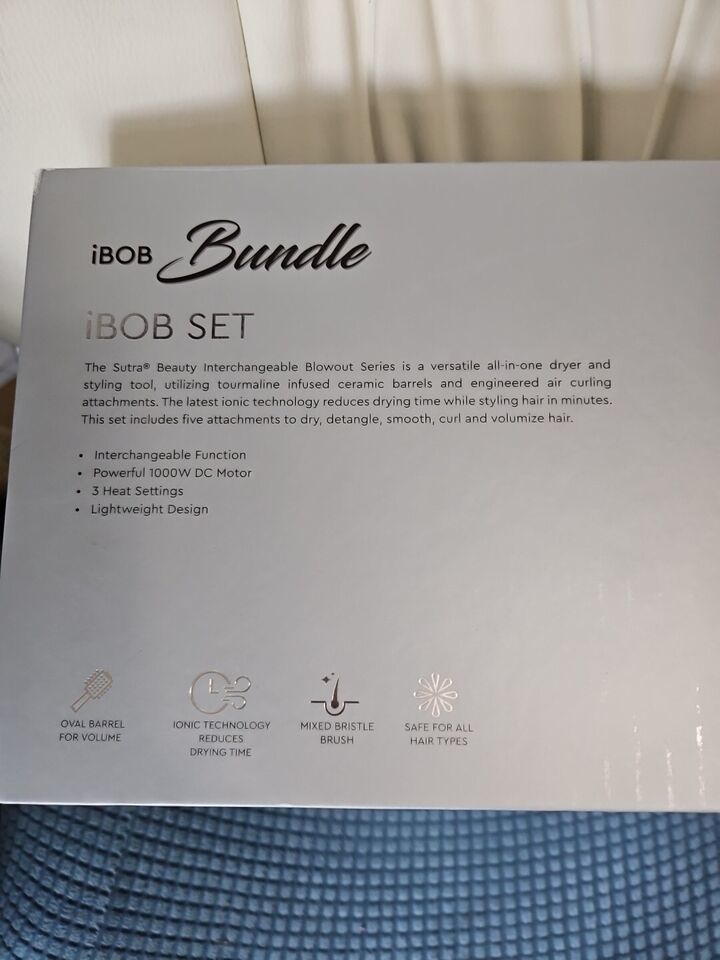 iBOB Bundle
iBOB SET
The Sutra® Beauty Interchangeable Blowout Series is a versatile all-in-one dryer and
styling tool, utilizing tourmaline infused ceramic barrels and engineered air curling
attachments. The latest ionic technology reduces drying time while styling hair in minutes.
This set includes five attachments to dry, detangle, smooth, curl and volumize hair.
• Interchangeable Function
• Powerful 1000W DC Motor
• 3 Heat Settings
• Lightweight Design
OVAL BARREL
FOR VOLUME
IONIC TECHNOLOGY
REDUCES
DRYING TIME
MIXED BRISTLE
BRUSH
SAFE FOR ALL
HAIR TYPES